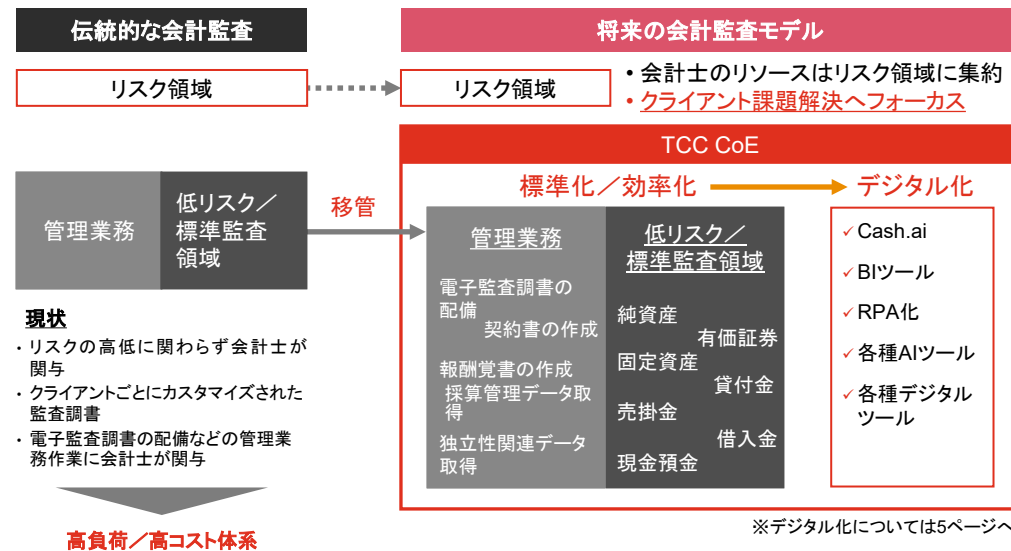 伝統的な会計監査
将来の会計監査モデル
リスク領域
リスク領域
・会計士のリソースはリスク領域に集約
・クライアント課題解決へフォーカス
管理業務
低リスク／
標準監査
領域
移管
TCC CoE
標準化／効率化
デジタル化
管理業務
電子監査調書の
配備
契約書の作成
報酬覚書の作成
採算管理データ取
得
独立性関連データ
取得
低リスク／
標準監査領域
純資産
有価証券
固定資産
貸付金
売掛金
借入金
現金預金
✓Cash.ai
✓BIツール
✓RPA化
✓各種AIツール
✓各種デジタル
ツール
現状
・リスクの高低に関わらず会計士が
関与
・クライアントごとにカスタマイズされた
監査調書
・電子監査調書の配備などの管理業
務作業に会計士が関与
高負荷／高コスト体系
※デジタル化については5ページへ